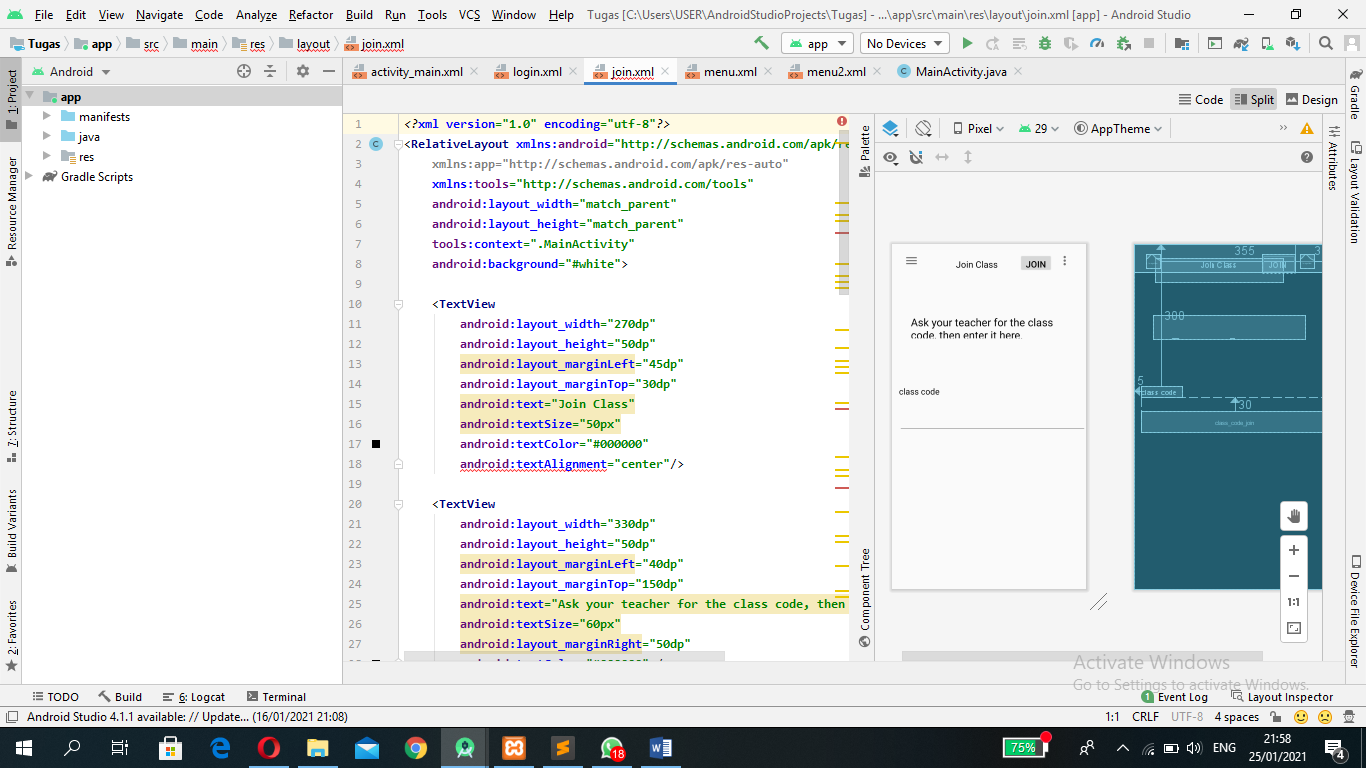 File Edit View Navigate Code Analyze Refactor Build Run Tools VCS Window Help Tugas [C:\Users\USER\AndroidStudioProjects\Tugas] - ...\app\src\main\res\layout\join.xml [app] - Android Studio
Tugas app src main res layout join.xml app No Devices
Android activity_main.xml login.xml join.xml menu.xml menu2.xml MainActivity.java
Code Split Design
1: Project
Resource Manager
7: Structure
Build Variants
2: Favorites
app
manifests
java
res
Gradle Scripts
1 <?xml version="1.0" encoding="utf-8"?>
2 <RelativeLayout xmlns:android="http://schemas.android.com/apk/re
3 xmlns:app="http://schemas.android.com/apk/res-auto"
4 xmlns:tools="http://schemas.android.com/tools"
5 android:layout_width="match_parent"
6 android:layout_height="match_parent"
7 tools:context=".MainActivity"
8 android:background="#white">
9
10 <TextView
11 android:layout_width="270dp"
12 android:layout_height="50dp"
13 android:layout_marginLeft="45dp"
14 android:layout_marginTop="30dp"
15 android:text="Join Class"
16 android:textSize="50px"
17 android:textColor="#000000"
18 android:textAlignment="center"/>
19
20 <TextView
21 android:layout_width="330dp"
22 android:layout_height="50dp"
23 android:layout_marginLeft="40dp"
24 android:layout_marginTop="150dp"
25 android:text="Ask your teacher for the class code, then
26 android:textSize="60px"
27 android:layout_marginRight="50dp"
Palette
Component Tree
Pixel 29 AppTheme
Join Class JOIN
Ask your teacher for the class
code, then enter it here.
class code
355
Join Class JOIN
300
5
class code
30
class_code_join
1:1
Gradle
Attributes
Layout Validation
Device File Explorer
Activate Windows
Go to Settings to activate Windows.
TODO Build 6: Logcat Terminal 1 Event Log Layout Inspector
Android Studio 4.1.1 available: // Update... (16/01/2021 21:08) 1:1 CRLF UTF-8 4 spaces
75% 18 ENG 21:58
25/01/2021 4